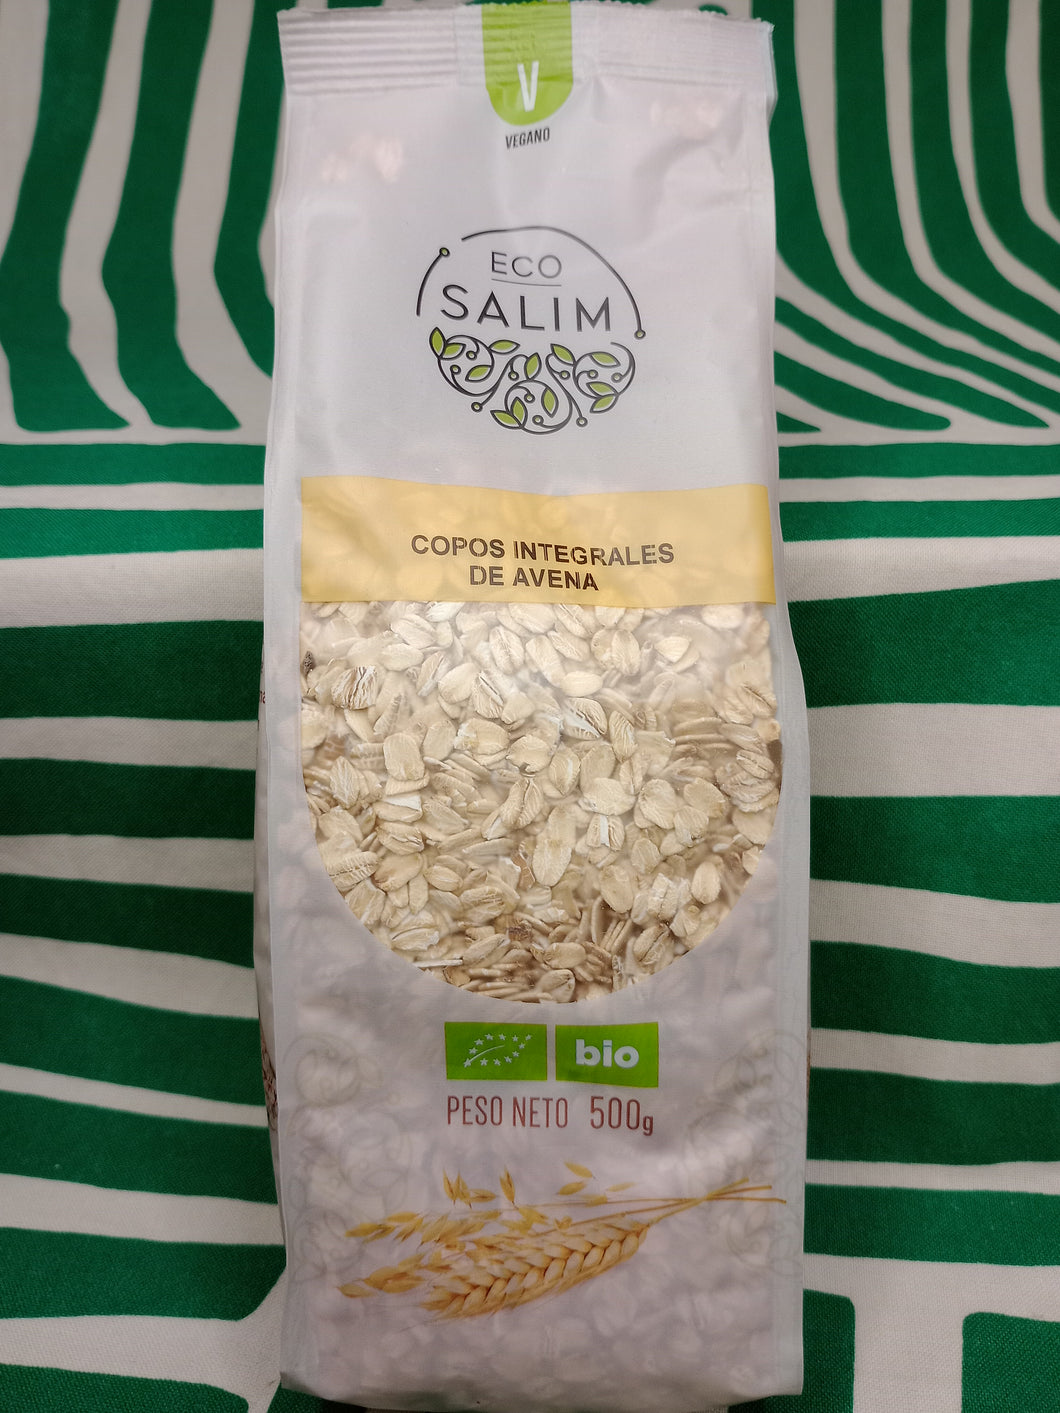 V
VEGANO
ECO
SALIM
COPOS INTEGRALES
DE AVENA
bio
PESO NETO 500g